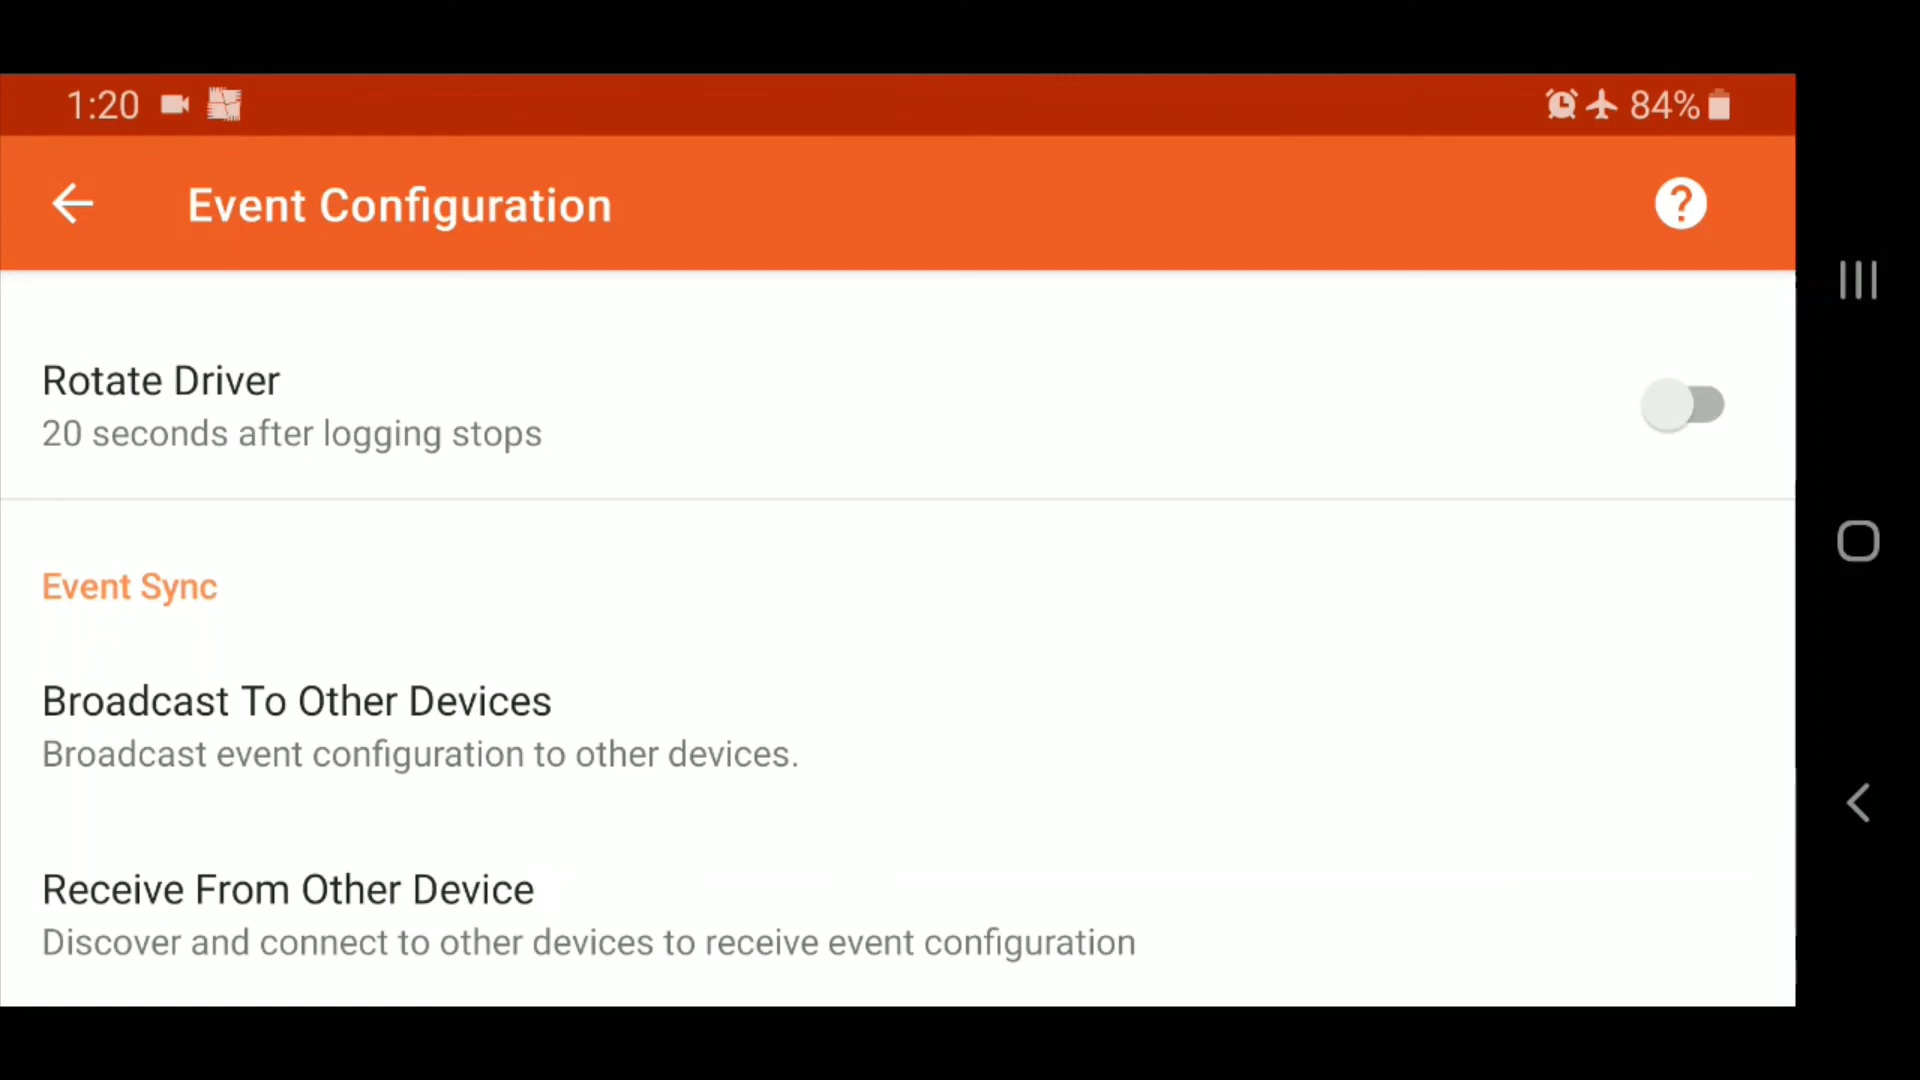 1:20 84%
Event Configuration
Rotate Driver
20 seconds after logging stops
Event Sync
Broadcast To Other Devices
Broadcast event configuration to other devices.
Receive From Other Device
Discover and connect to other devices to receive event configuration